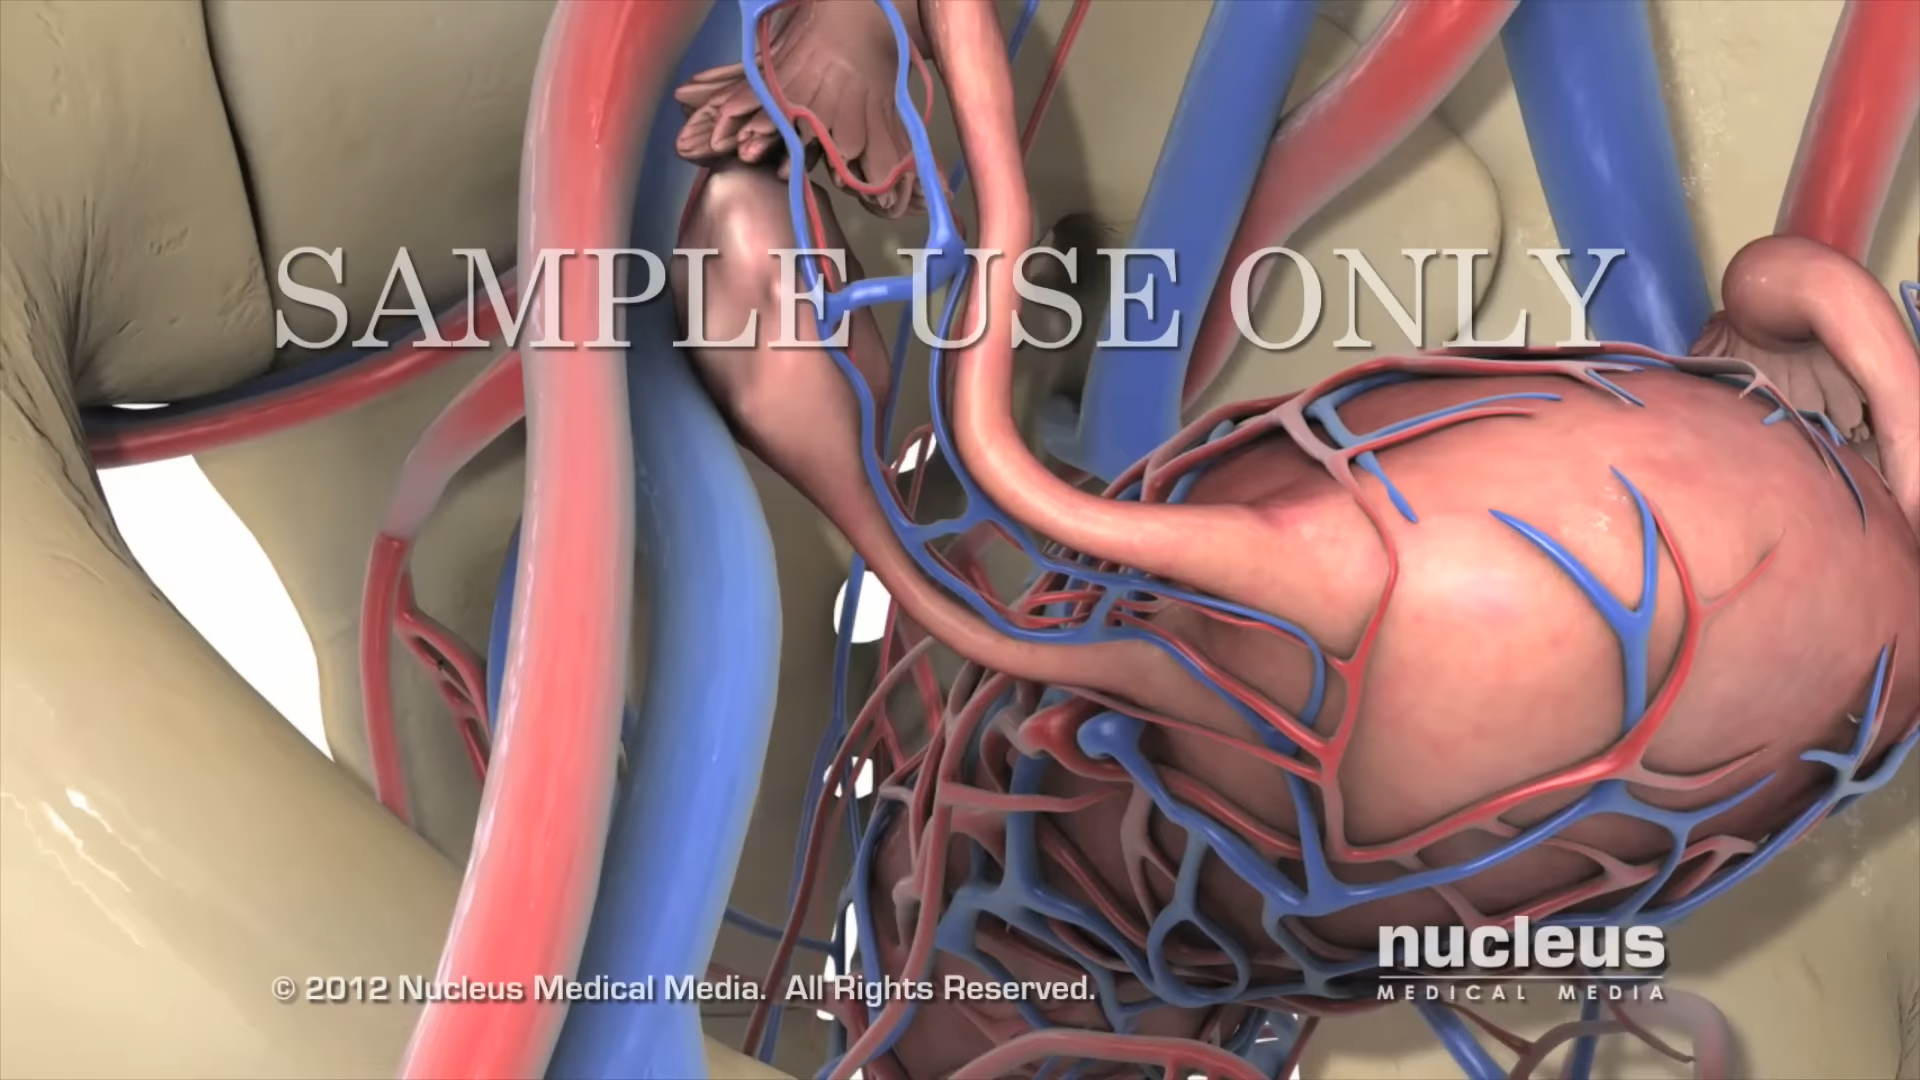 SAMPLE USE ONLY
nucleus
MEDICAL MEDIA
© 2012 Nucleus Medical Media. All Rights Reserved.